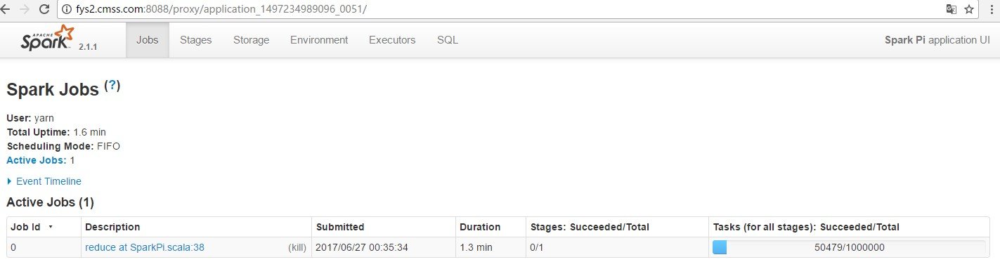 fys2.cmss.com:8088/proxy/application_1497234989096_0051/
APACHE
Spark 2.1.1 Jobs Stages Storage Environment Executors SQL Spark Pi application UI
Spark Jobs (?)
User: yarn
Total Uptime: 1.6 min
Scheduling Mode: FIFO
Active Jobs: 1
Event Timeline
Active Jobs (1)
Job Id ▾ Description Submitted Duration Stages: Succeeded/Total Tasks (for all stages): Succeeded/Total
0 reduce at SparkPi.scala:38 (kill) 2017/06/27 00:35:34 1.3 min 0/1 50479/1000000